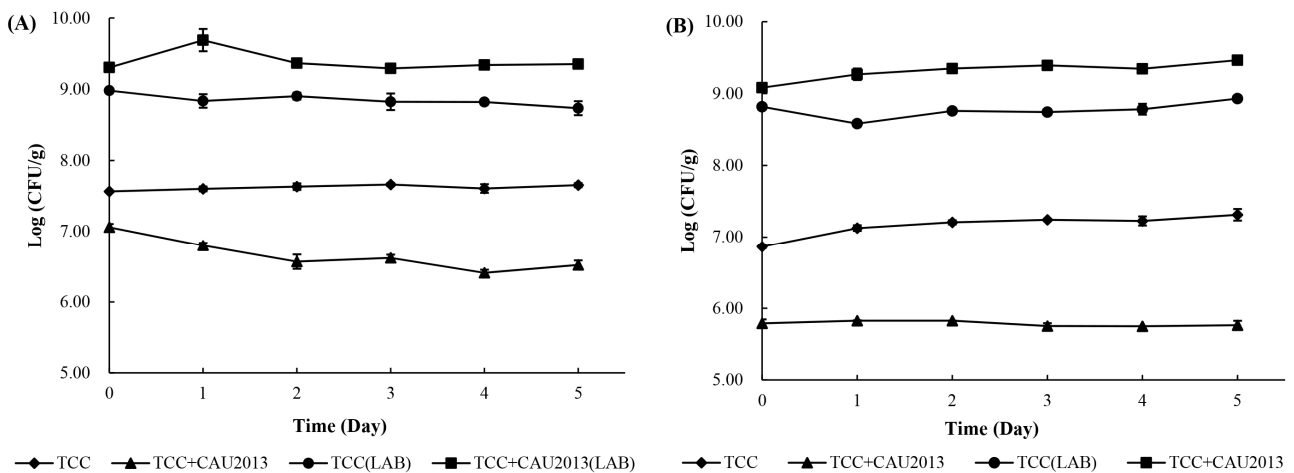 (A)
10.00
9.00
8.00
7.00
6.00
5.00
Log (CFU/g)
0 1 2 3 4 5
Time (Day)
TCC TCC+CAU2013 TCC(LAB) TCC+CAU2013(LAB)
(B)
10.00
9.00
8.00
7.00
6.00
5.00
Log (CFU/g)
0 1 2 3 4 5
Time (Day)
TCC TCC+CAU2013 TCC(LAB) TCC+CAU2013